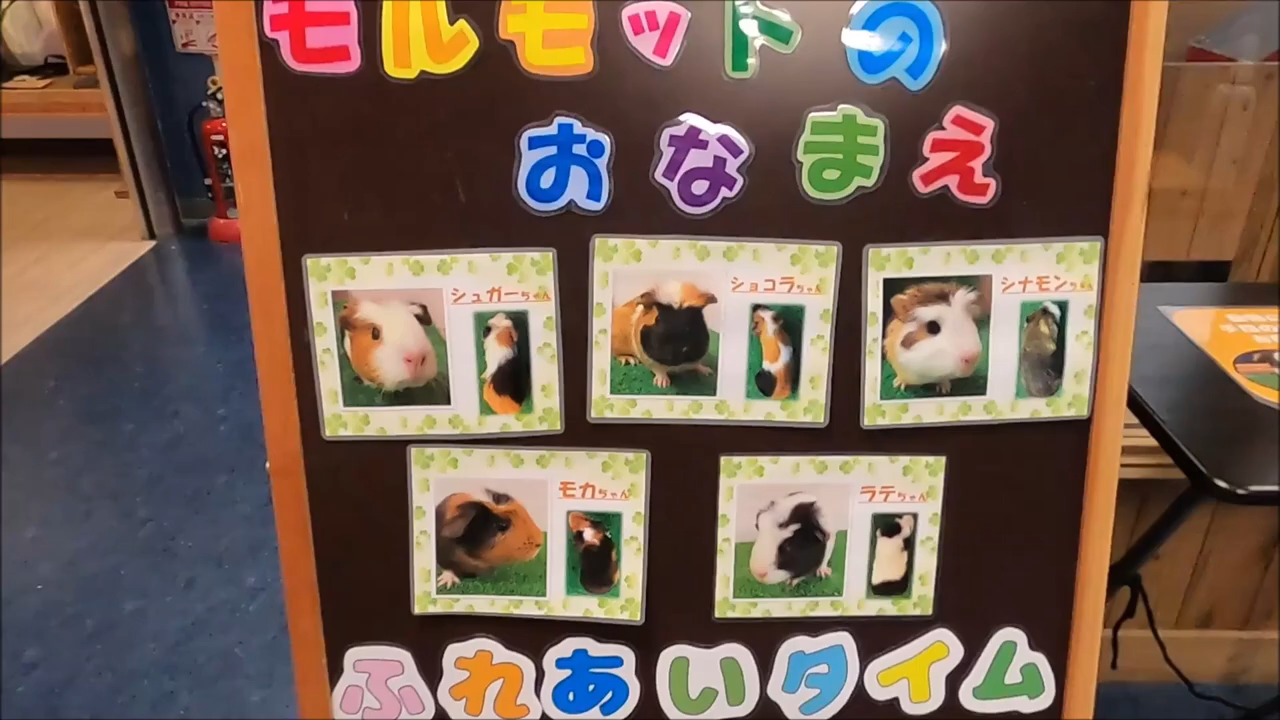 モルモットの
おなまえ
シュガーちゃん
ショコラちゃん
シナモンちゃん
モカちゃん
ラテちゃん
ふれあいタイム